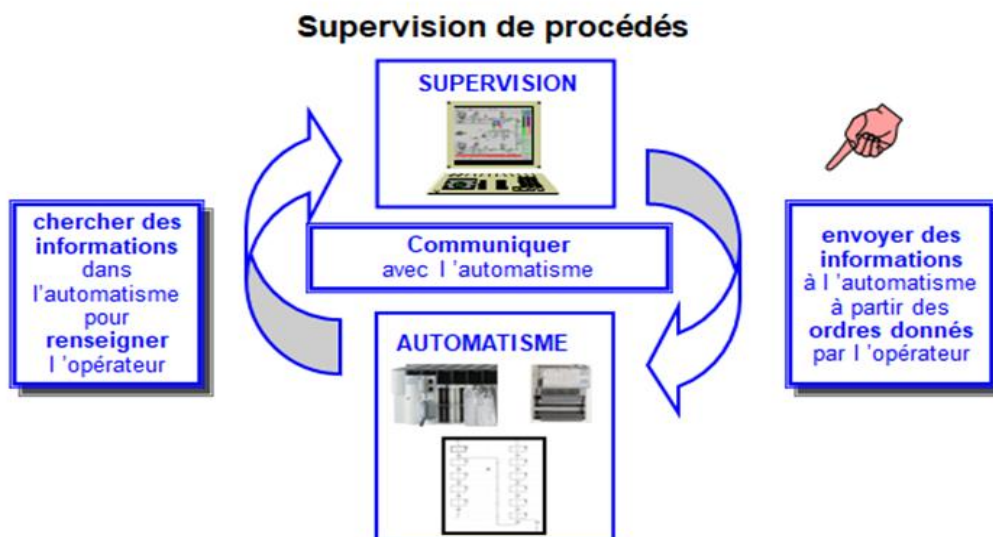 Supervision de procédés
SUPERVISION
chercher des
informations
dans
l'automatisme
pour
renseigner
l 'opérateur
Communiquer
avec l 'automatisme
envoyer des
informations
à l 'automatisme
à partir des
ordres donnés
par l 'opérateur
AUTOMATISME